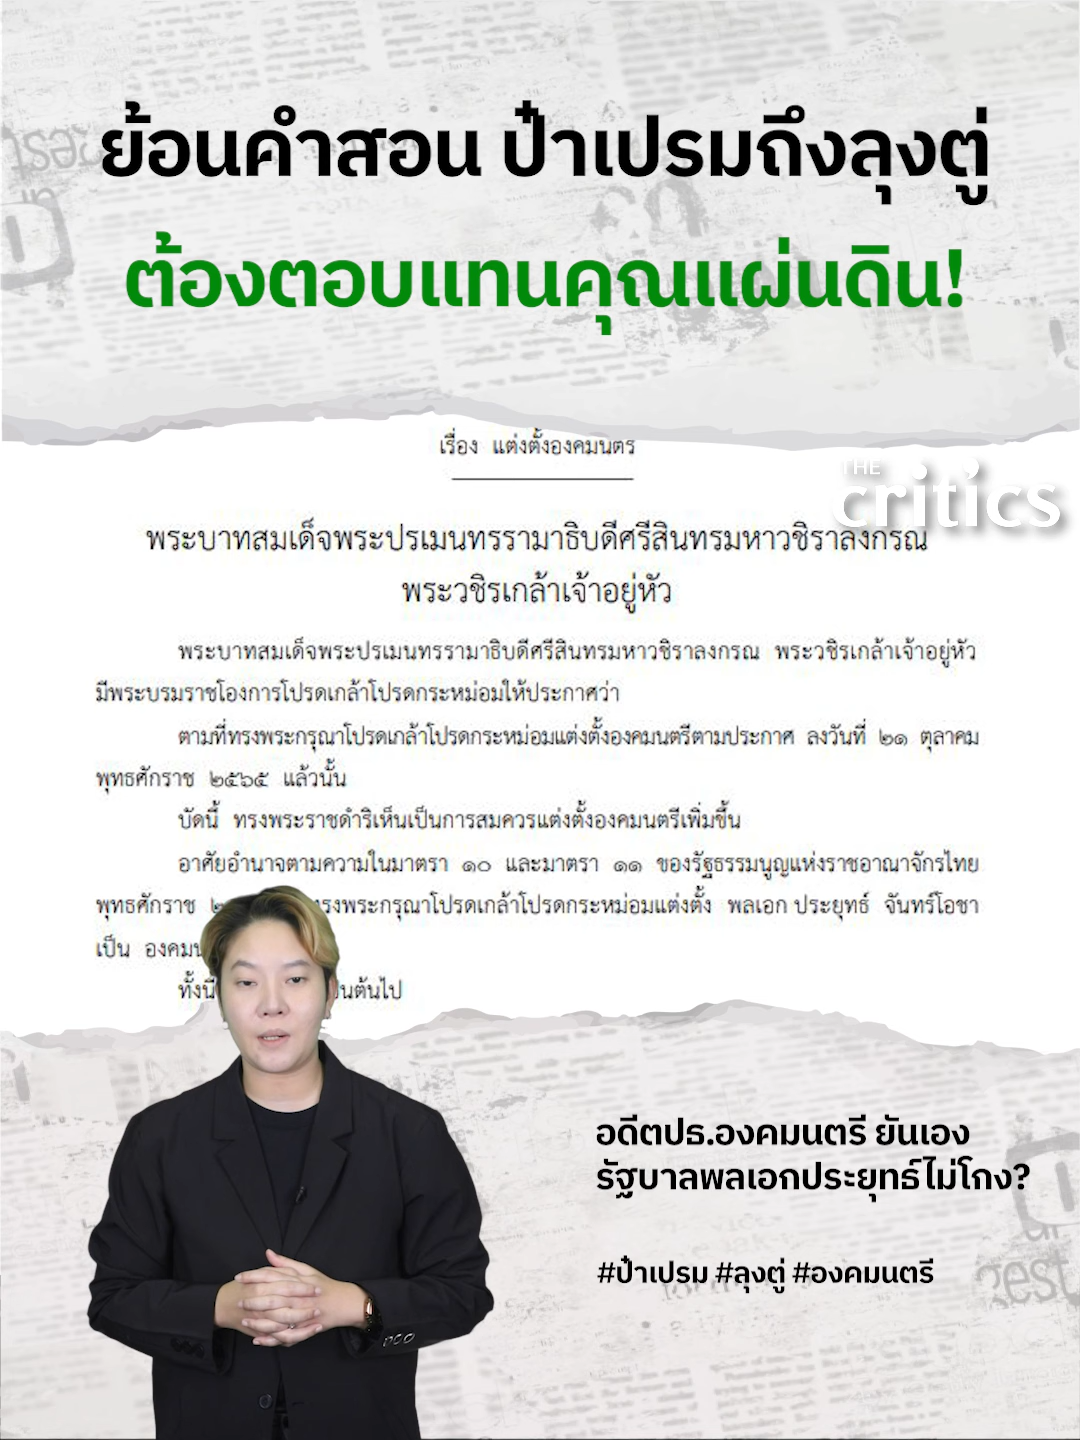 ย้อนคำสอน ป๋าเปรมถึงลุงตู่
ต้องตอบแทนคุณแผ่นดิน!
เรื่อง แต่งตั้งองคมนตร
THE
critics
พระบาทสมเด็จพระปรเมนทรรามาธิบดีศรีสินทรมหาวชิราลงกรณ
พระวชิรเกล้าเจ้าอยู่หัว
พระบาทสมเด็จพระปรเมนทรรามาธิบดีศรีสินทรมหาวชิราลงกรณ พระวชิรเกล้าเจ้าอยู่หัว
มีพระบรมราชโองการโปรดเกล้าโปรดกระหม่อมให้ประกาศว่า
ตามที่ทรงพระกรุณาโปรดเกล้าโปรดกระหม่อมแต่งตั้งองคมนตรีตามประกาศ ลงวันที่ ๒๑ ตุลาคม
พุทธศักราช ๒๕๖๕ แล้วนั้น
บัดนี้ ทรงพระราชดำริเห็นเป็นการสมควรแต่งตั้งองคมนตรีเพิ่มขึ้น
อาศัยอำนาจตามความในมาตรา ๑๐ และมาตรา ๑๑ ของรัฐธรรมนูญแห่งราชอาณาจักรไทย
พุทธศักราช ทรงพระกรุณาโปรดเกล้าโปรดกระหม่อมแต่งตั้ง พลเอก ประยุทธ์ จันทร์โอชา
เป็น องคม
ทั้งนี้ นต้นไป
อดีตปธ.องคมนตรี ยันเอง
รัฐบาลพลเอกประยุทธ์ไม่โกง?
#ป๋าเปรม #ลุงตู่ #องคมนตรี